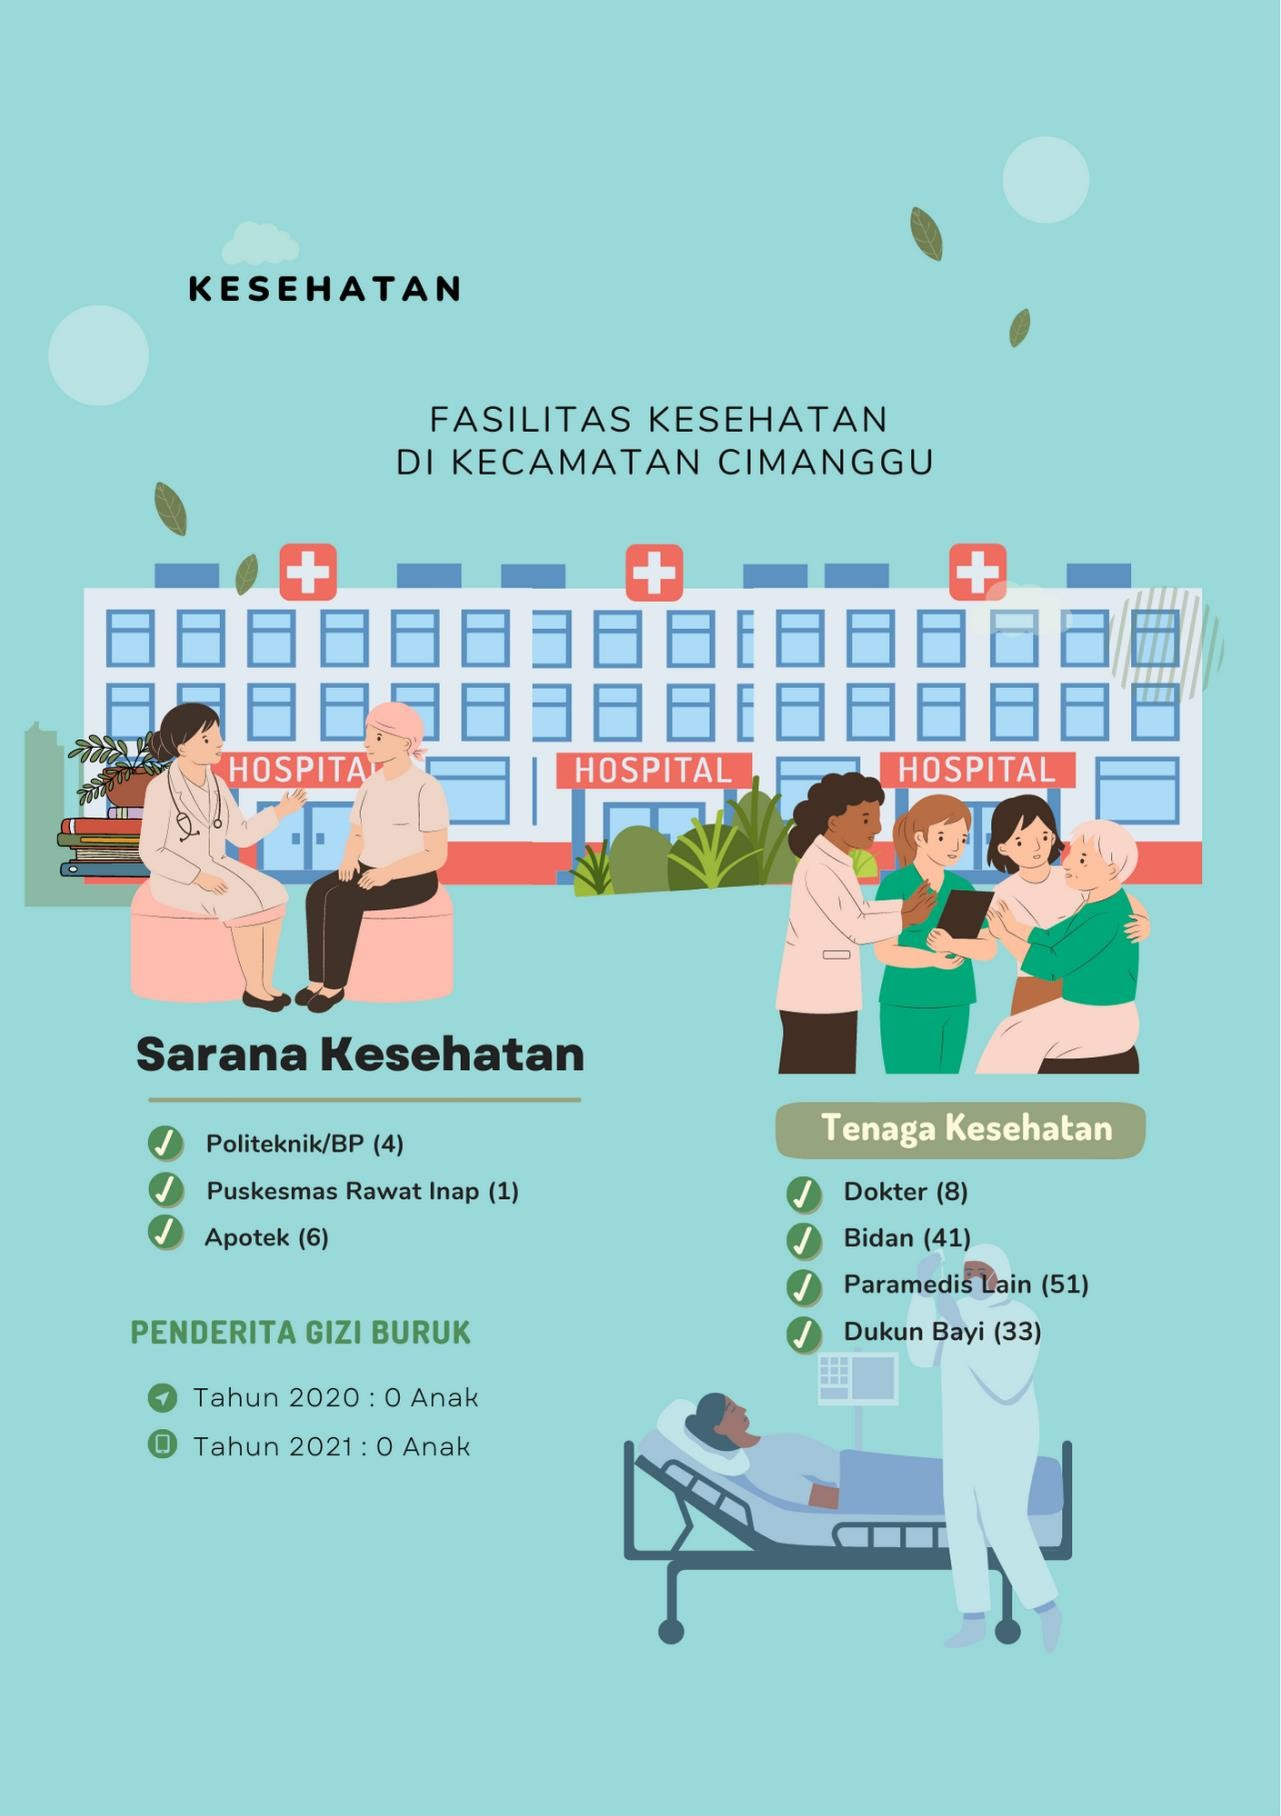 KESEHATAN
FASILITAS KESEHATAN
DI KECAMATAN CIMANGGU
HOSPITAL
HOSPITAL
HOSPITAL
Sarana Kesehatan
Politeknik/BP (4)
Puskesmas Rawat Inap (1)
Apotek (6)
PENDERITA GIZI BURUK
Tahun 2020 : 0 Anak
Tahun 2021 : 0 Anak
Tenaga Kesehatan
Dokter (8)
Bidan (41)
Paramedis Lain (51)
Dukun Bayi (33)